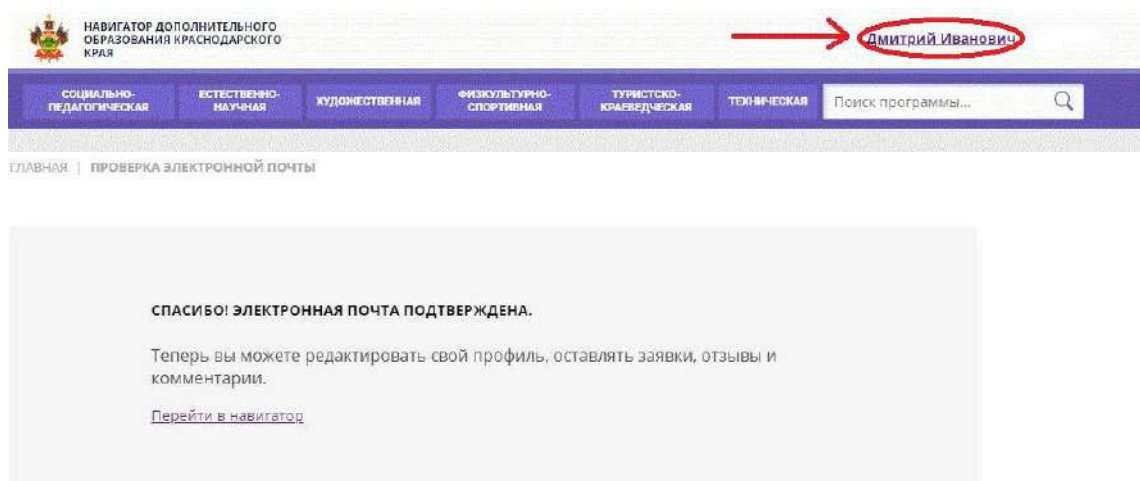 НАВИГАТОР ДОПОЛНИТЕЛЬНОГО
ОБРАЗОВАНИЯ КРАСНОДАРСКОГО
КРАЯ
Дмитрий Иванович
СОЦИАЛЬНО-
ПЕДАГОГИЧЕСКАЯ
ЕСТЕСТВЕННО-
НАУЧНАЯ
ХУДОЖЕСТВЕННАЯ
ФИЗКУЛЬТУРНО-
СПОРТИВНАЯ
ТУРИСТСКО-
КРАЕВЕДЧЕСКАЯ
ТЕХНИЧЕСКАЯ
Поиск программы...
ГЛАВНАЯ | ПРОВЕРКА ЭЛЕКТРОННОЙ ПОЧТЫ
СПАСИБО! ЭЛЕКТРОННАЯ ПОЧТА ПОДТВЕРЖДЕНА.
Теперь вы можете редактировать свой профиль, оставлять заявки, отзывы и
комментарии.
Перейти в навигатор